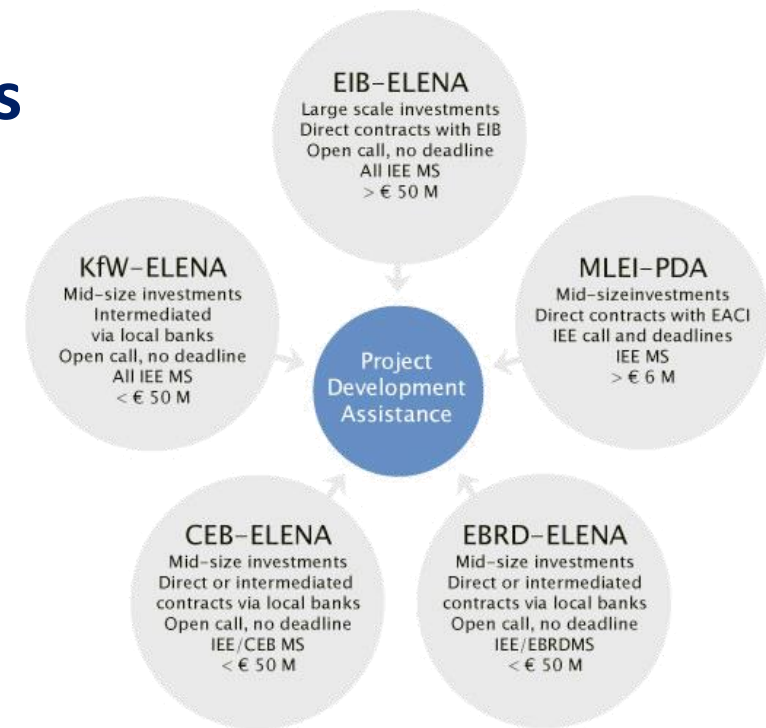 s
EIB-ELENA
Large scale investments
Direct contracts with EIB
Open call, no deadline
All IEE MS
> € 50 M
KfW-ELENA
Mid-size investments
Intermediated
via local banks
Open call, no deadline
All IEE MS
< € 50 M
MLEI-PDA
Mid-sizeinvestments
Direct contracts with EACI
IEE call and deadlines
IEE MS
> € 6 M
Project
Development
Assistance
CEB-ELENA
Mid-size investments
Direct or intermediated
contracts via local banks
Open call, no deadline
IEE/CEB MS
< € 50 M
EBRD-ELENA
Mid-size investments
Direct or intermediated
contracts via local banks
Open call, no deadline
IEE/EBRDMS
< € 50 M